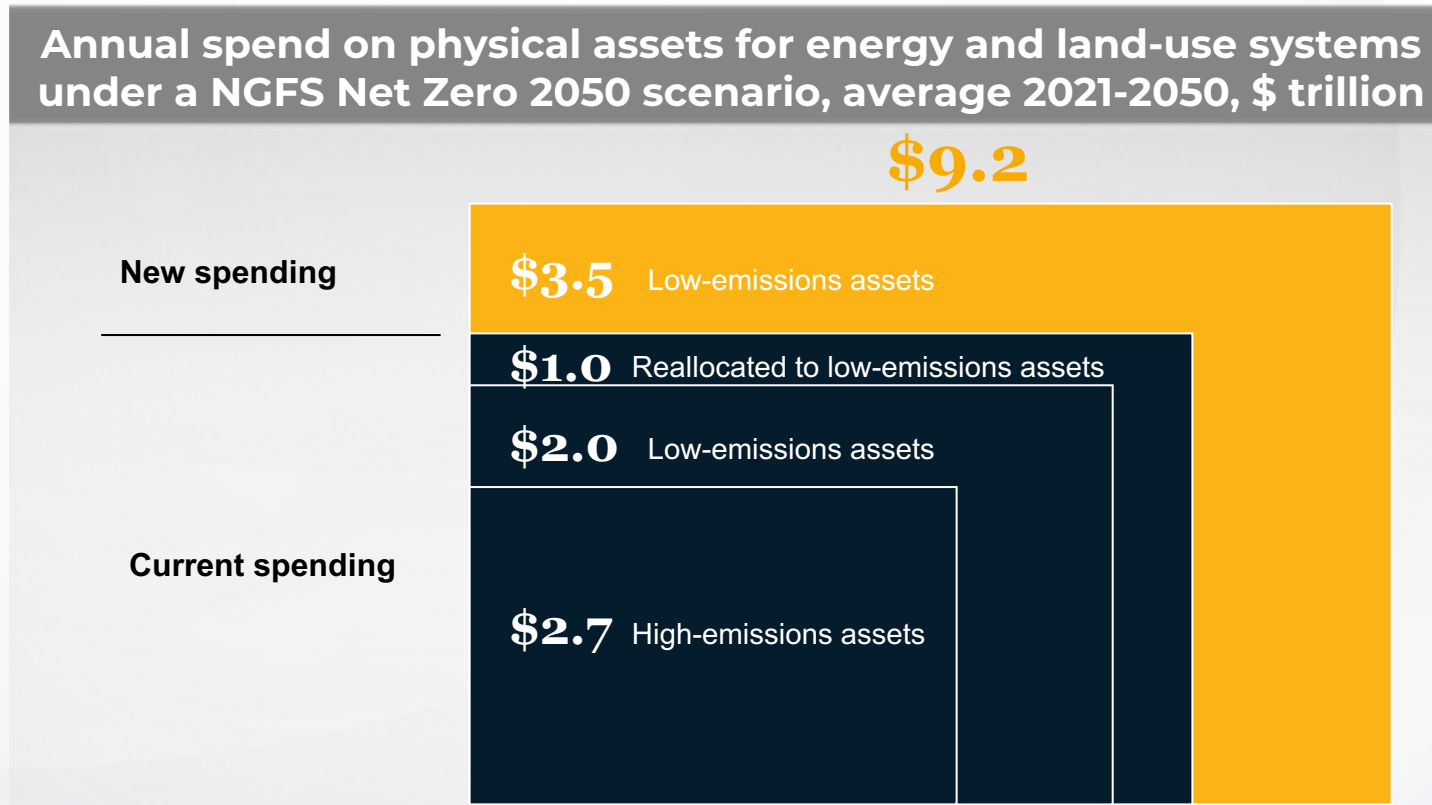 Annual spend on physical assets for energy and land-use systems
under a NGFS Net Zero 2050 scenario, average 2021-2050, $ trillion
$9.2
New spending
$3.5 Low-emissions assets
$1.0 Reallocated to low-emissions assets
$2.0 Low-emissions assets
Current spending
$2.7 High-emissions assets